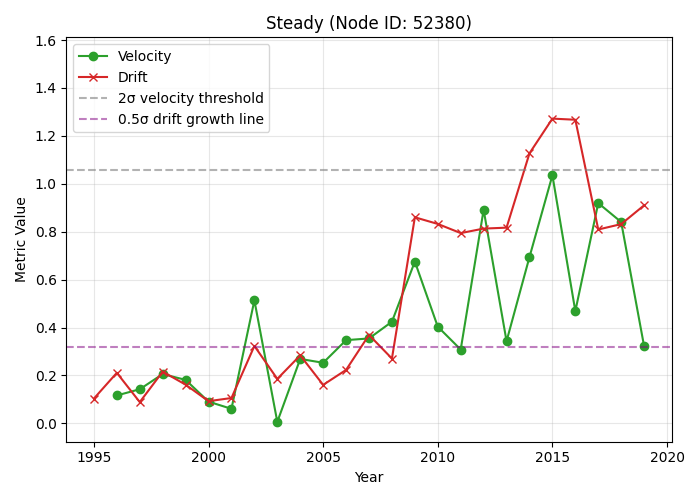 Steady (Node ID: 52380)
Velocity
Drift
2σ velocity threshold
0.5σ drift growth line
Metric Value
1.6
1.4
1.2
1.0
0.8
0.6
0.4
0.2
0.0
1995 2000 2005 2010 2015 2020
Year